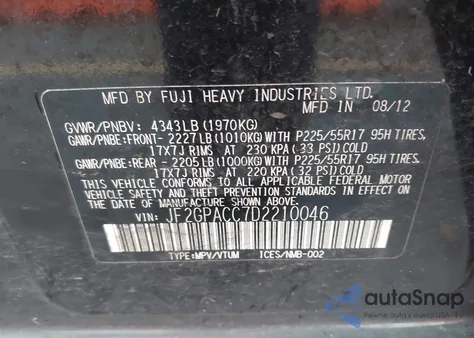 MFD BY FUJI HEAVY INDUSTRIES LTD.
MFD IN 08/12
GVWR/PNBV: 4343LB(1970KG)
GAWR/PNBE:FRONT- 2227LB(1010KG)WITH P225/55R17 95H TIRES,
17X7J RIMS AT 230 KPA (33 PSI)COLD
GAWR/PNBE:REAR - 2205LB(1000KG)WITH P225/55R17 95H TIRES,
17X7J RIMS AT 220 KPA (32 PSI)COLD
THIS VEHICLE CONFORMS TO ALL APPLICABLE FEDERAL MOTOR
VEHICLE SAFETY AND THEFT PREVENTION STANDARDS IN EFFECT
ON THE DATE OF MANUFACTURE SHOWN ABOVE.
VIN: JF2GPACC7D2210046
TYPE:MPV/VTUM ICES/NMB-002
autoSnap